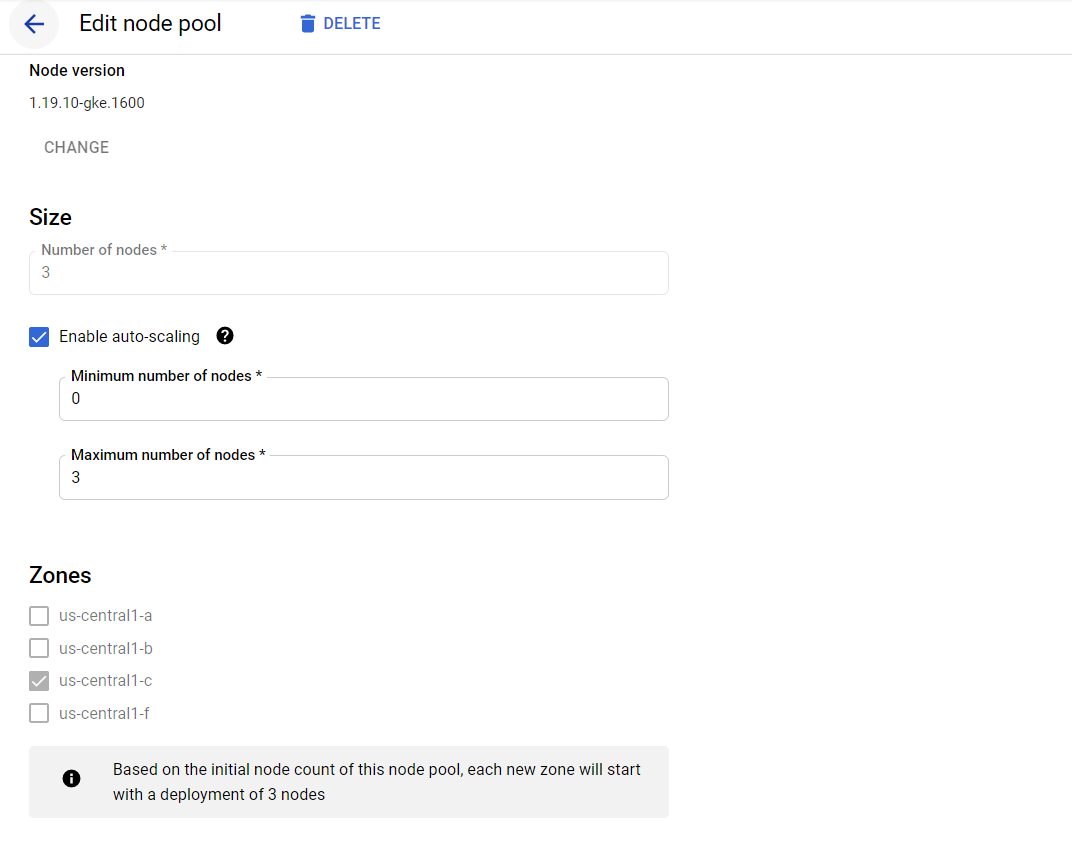 Edit node pool
DELETE
Node version
1.19.10-gke.1600
CHANGE
Size
Number of nodes *
3
Enable auto-scaling
Minimum number of nodes *
0
Maximum number of nodes *
3
Zones
us-central1-a
us-central1-b
us-central1-c
us-central1-f
Based on the initial node count of this node pool, each new zone will start
with a deployment of 3 nodes